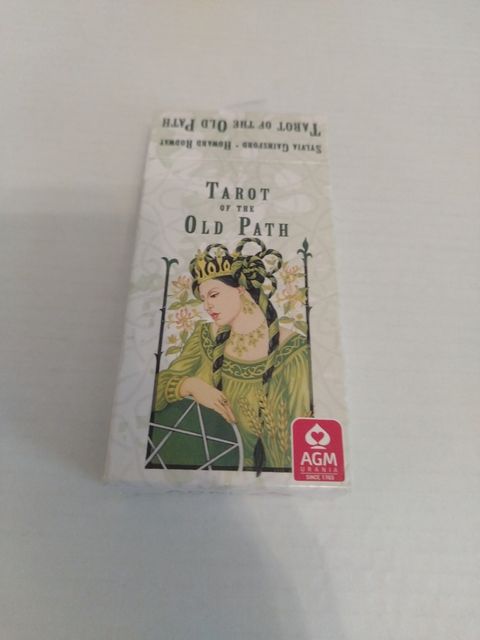 TAROT OF THE OLD PATH
SYLVIA GAINSFORD · HOWARD RODWAY
TAROT
OF THE
OLD PATH
AGM
URANIA
SINCE 1765